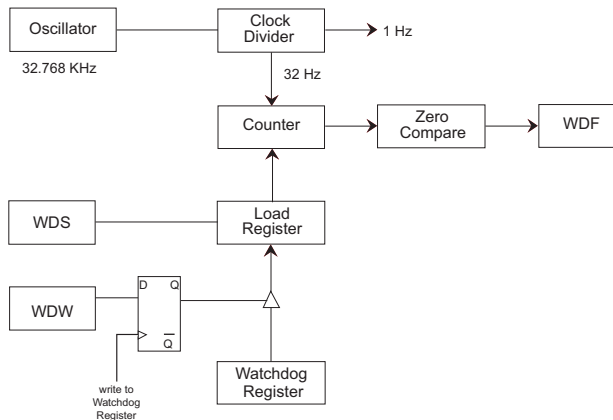 Oscillator
32.768 KHz
Clock
Divider
1 Hz
32 Hz
Counter
Zero
Compare
WDF
WDS
Load
Register
WDW
D
Q
Q
write to
Watchdog
Register
Watchdog
Register